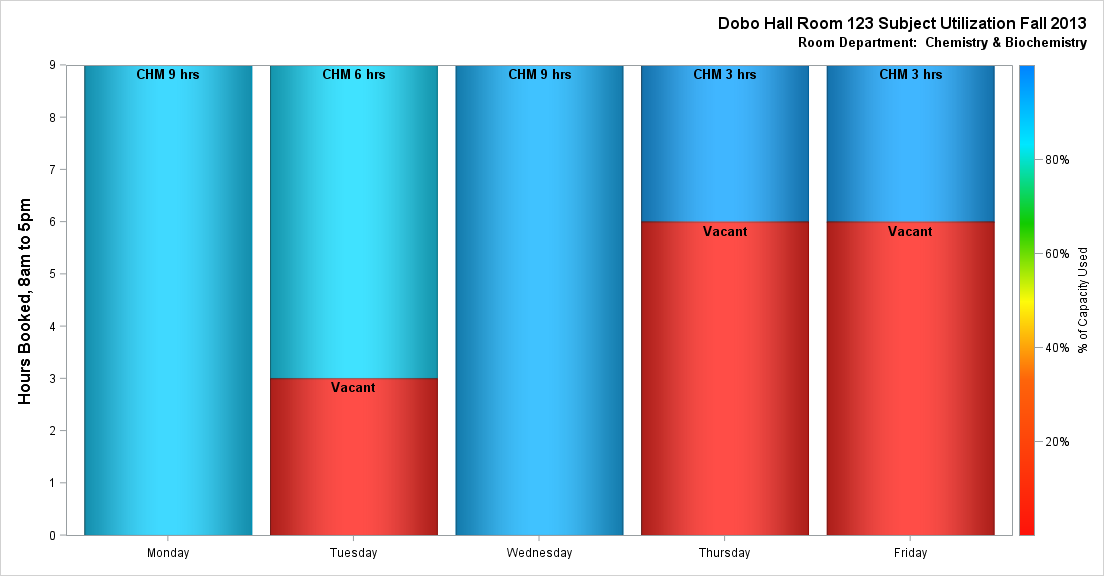 Dobo Hall Room 123 Subject Utilization Fall 2013
Room Department:  Chemistry & Biochemistry
Hours Booked, 8am to 5pm
9
8
7
6
5
4
3
2
1
0
CHM 9 hrs
CHM 6 hrs
CHM 9 hrs
CHM 3 hrs
CHM 3 hrs
Vacant
Vacant
Vacant
Monday
Tuesday
Wednesday
Thursday
Friday
80%
60%
40%
20%
% of Capacity Used